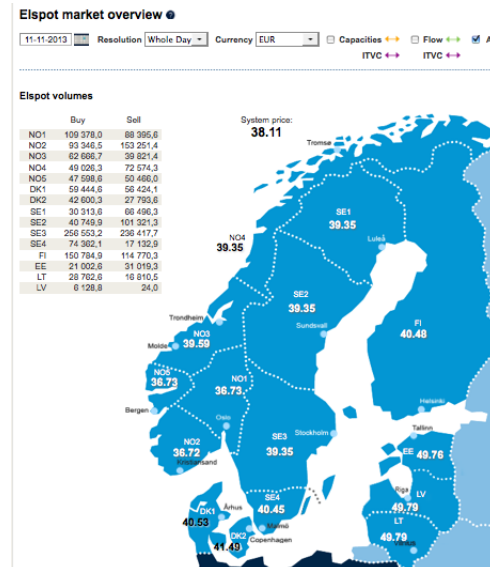 Elspot market overview
11-11-2013 Resolution Whole Day Currency EUR Capacities Flow A
ITVC ITVC
Elspot volumes
Buy Sell
NO1 109 378,0 88 395,6
NO2 93 346,5 153 251,4
NO3 62 666,7 39 821,4
NO4 49 026,3 72 574,3
NO5 47 598,6 50 466,0
DK1 59 444,6 56 424,1
DK2 42 600,3 27 793,6
SE1 30 313,6 66 496,3
SE2 40 749,9 101 321,3
SE3 256 553,2 236 417,7
SE4 74 362,1 17 132,9
FI 150 784,9 114 770,3
EE 21 002,6 31 019,3
LT 28 762,6 16 810,5
LV 6 128,8 24,0
System price:
38.11
Tromsø
SE1
39.35
NO4
39.35
Luleå
SE2
39.35
FI
40.48
Trondheim
Sundsvall
NO3
39.59
Molde
NO5
36.73
NO1
36.73
Bergen
Oslo
Helsinki
Stockholm
Tallinn
SE3
39.35
NO2
36.72
EE 49.76
Kristiansand
Riga
LV
49.79
SE4
40.45
Århus
DK1
40.53
Malmö
LT
49.79
DK2
41.49
Copenhagen
Vilnius